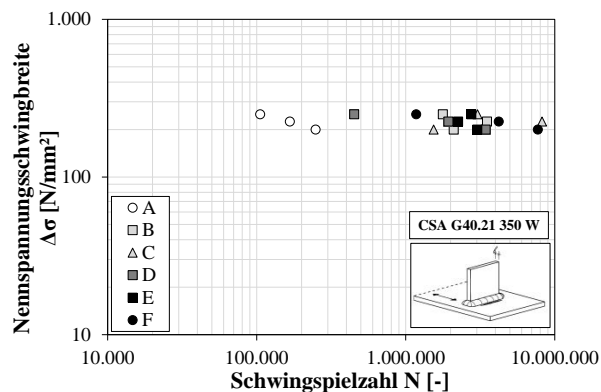 1.000
100
10
Nennspannungsschwingbreite
Δσ [N/mm²]
A
B
C
D
E
F
CSA G40.21 350 W
10.000
100.000
1.000.000
10.000.000
Schwingspielzahl N [-]